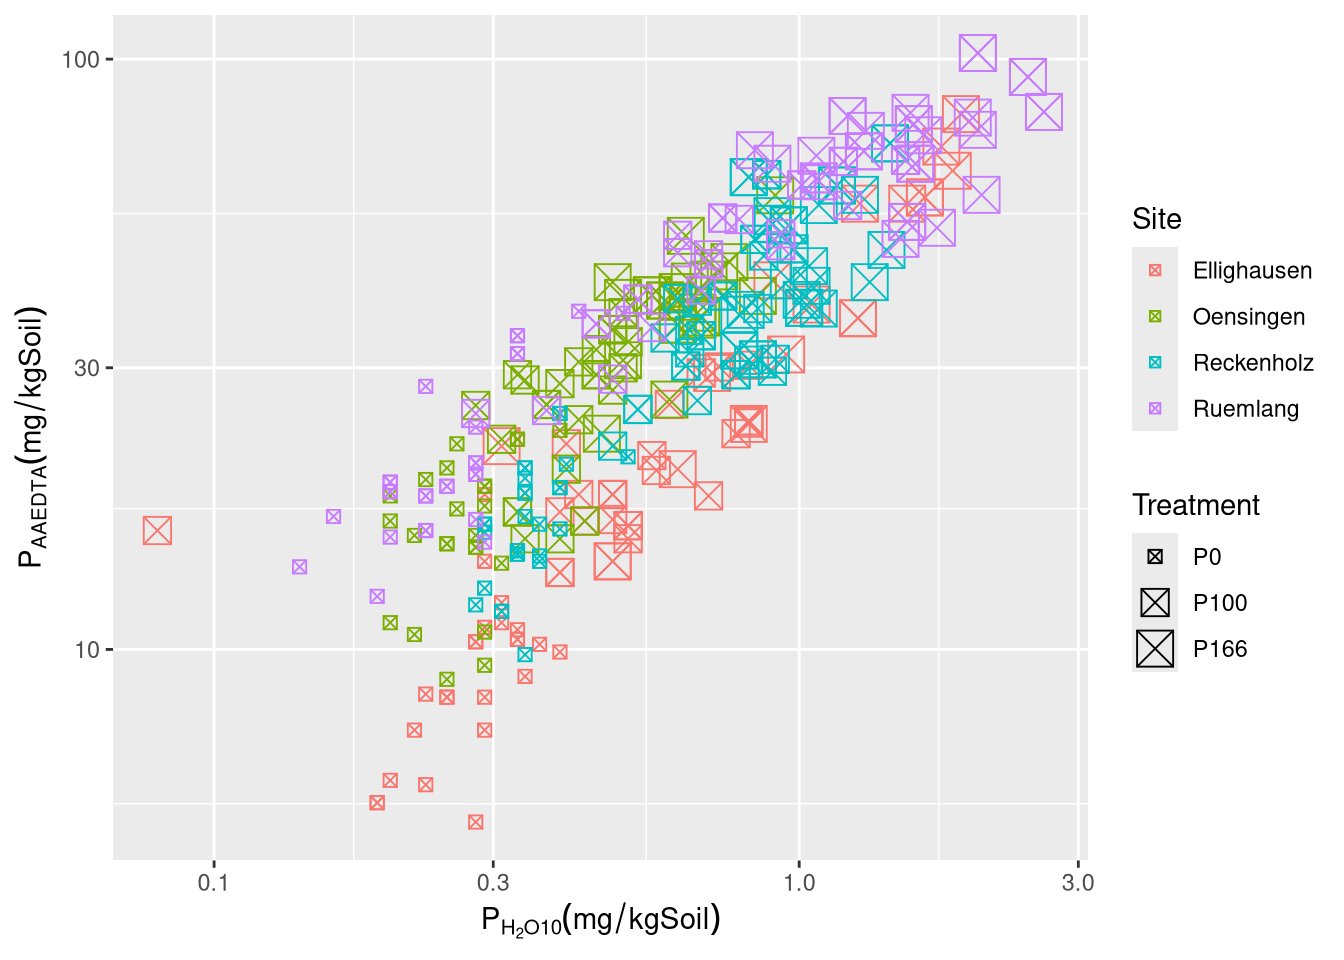 100
30
10
P_AAEDTA(mg/kgSoil)
0.1 0.3 1.0 3.0
P_H₂O10(mg/kgSoil)
Site
Ellighausen
Oensingen
Reckenholz
Ruemlang
Treatment
P0
P100
P166